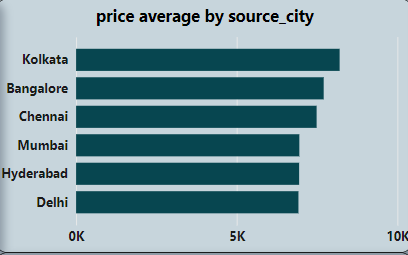 price average by source_city
Kolkata
Bangalore
Chennai
Mumbai
Hyderabad
Delhi
0K 5K 10K